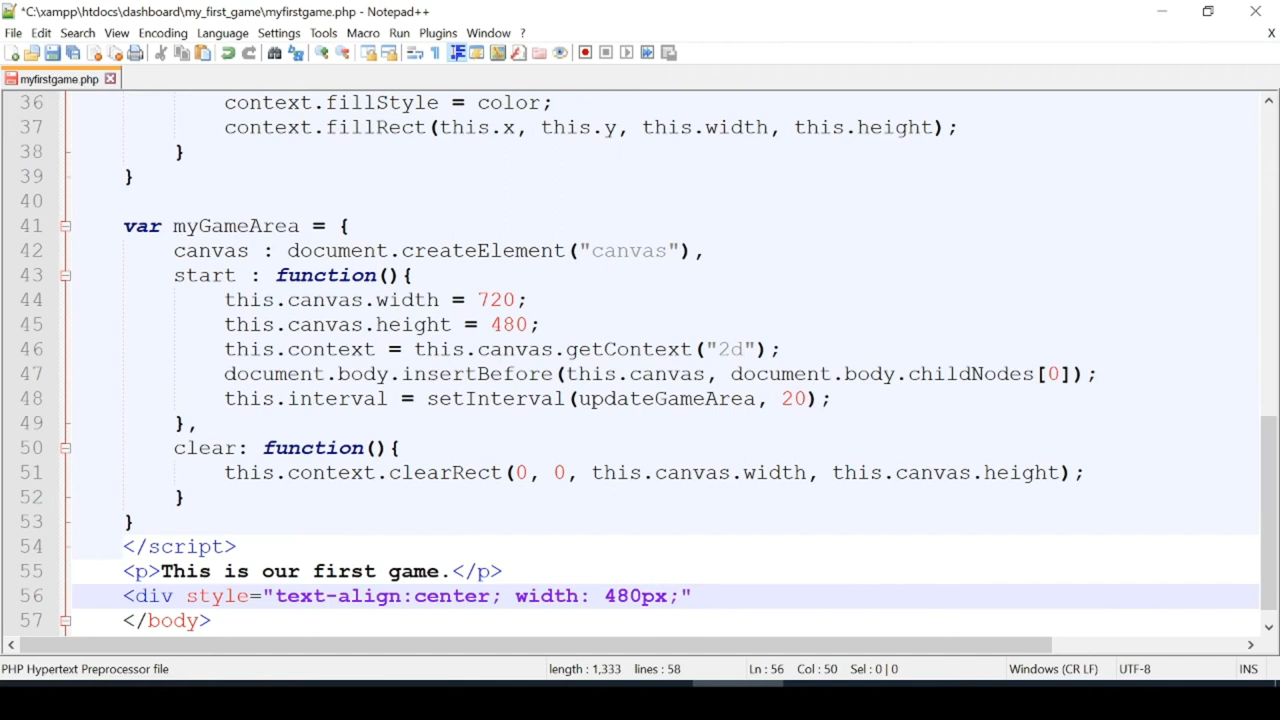 *C:\xampp\htdocs\dashboard\my_first_game\myfirstgame.php - Notepad++
File Edit Search View Encoding Language Settings Tools Macro Run Plugins Window ? X
myfirstgame.php
36 context.fillStyle = color;
37 context.fillRect(this.x, this.y, this.width, this.height);
38 }
39 }
40
41 var myGameArea = {
42 canvas : document.createElement("canvas"),
43 start : function(){
44 this.canvas.width = 720;
45 this.canvas.height = 480;
46 this.context = this.canvas.getContext("2d");
47 document.body.insertBefore(this.canvas, document.body.childNodes[0]);
48 this.interval = setInterval(updateGameArea, 20);
49 },
50 clear: function(){
51 this.context.clearRect(0, 0, this.canvas.width, this.canvas.height);
52 }
53 }
54 </script>
55 <p>This is our first game.</p>
56 <div style="text-align:center; width: 480px;"
57 </body>
PHP Hypertext Preprocessor file length : 1,333 lines : 58 Ln : 56 Col : 50 Sel : 0 | 0 Windows (CR LF) UTF-8 INS